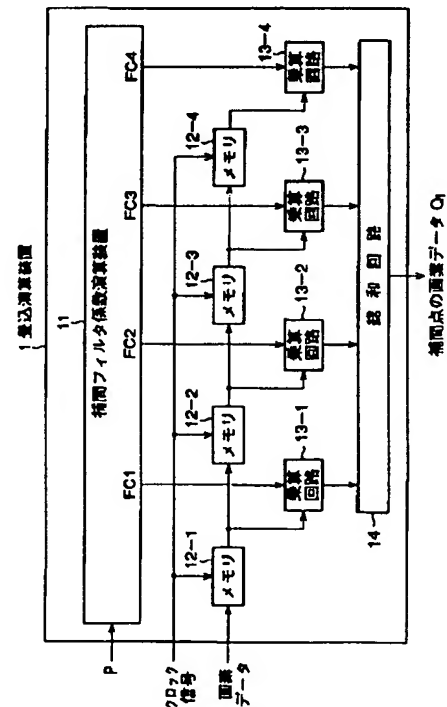 1 畳込演算装置
11
補間フィルタ係数演算装置
P
FC1
FC2
FC3
FC4
クロック
信号
画素
データ
12-1
メモリ
12-2
メモリ
12-3
メモリ
12-4
メモリ
13-1
乗算
回路
13-2
乗算
回路
13-3
乗算
回路
13-4
乗算
回路
14
総和回路
補間点の画素データ Q